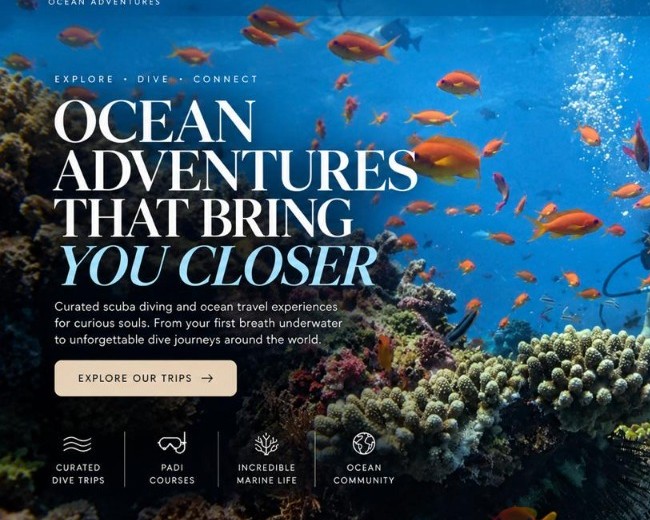 OCEAN ADVENTURES
EXPLORE • DIVE • CONNECT
OCEAN
ADVENTURES
THAT BRING
YOU CLOSER
Curated scuba diving and ocean travel experiences
for curious souls. From your first breath underwater
to unforgettable dive journeys around the world.
EXPLORE OUR TRIPS →
CURATED
DIVE TRIPS
PADI
COURSES
INCREDIBLE
MARINE LIFE
OCEAN
COMMUNITY